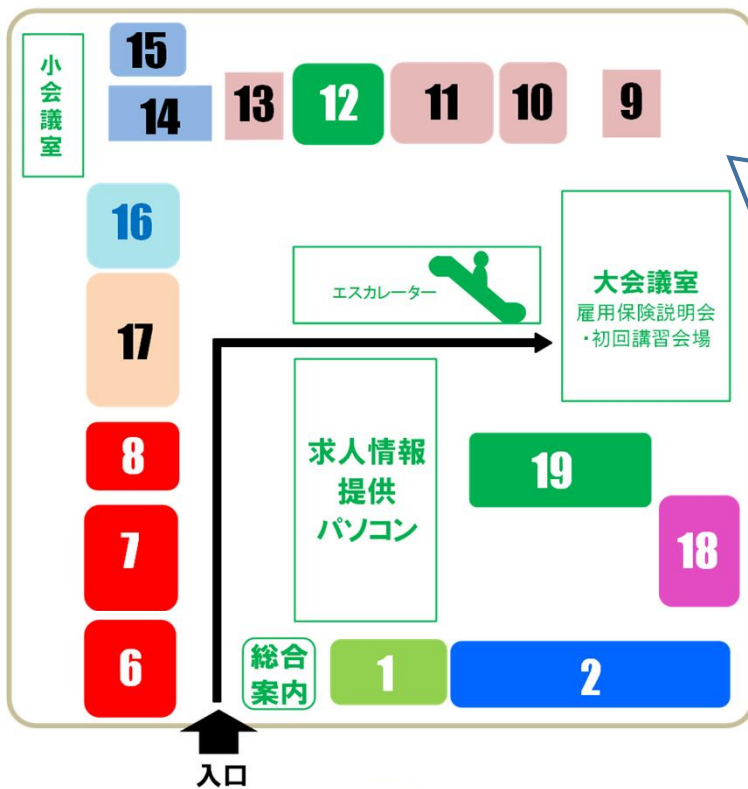 小会議室
15
14
13
12
11
10
9
16
エスカレーター
大会議室
雇用保険説明会
・初回講習会場
17
8
求人情報
提供
パソコン
19
7
18
6
総合
案内
1
2
入口